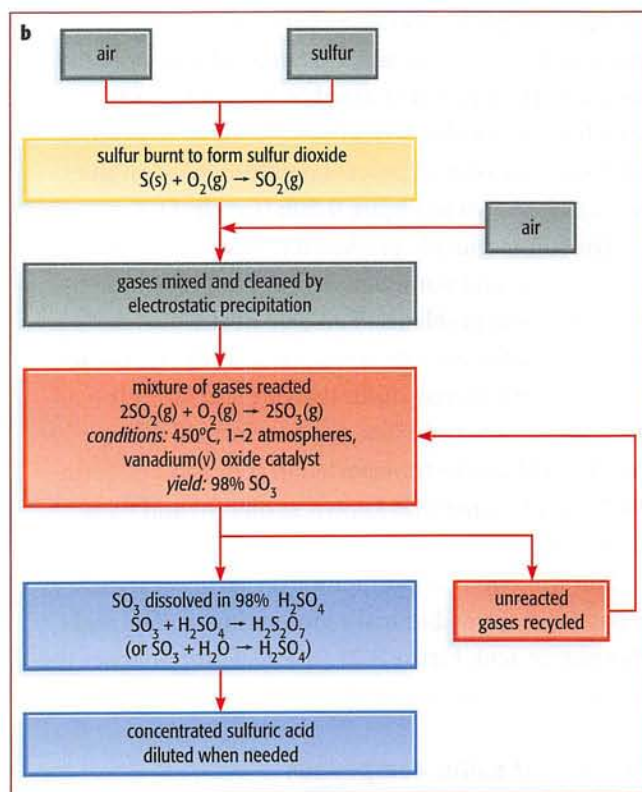 b
air
sulfur
sulfur burnt to form sulfur dioxide
S(s) + O₂(g) → SO₂(g)
air
gases mixed and cleaned by
electrostatic precipitation
mixture of gases reacted
2SO₂(g) + O₂(g) → 2SO₃(g)
conditions: 450°C, 1–2 atmospheres,
vanadium(V) oxide catalyst
yield: 98% SO₃
SO₃ dissolved in 98% H₂SO₄
SO₃ + H₂SO₄ → H₂S₂O₇
(or SO₃ + H₂O → H₂SO₄)
unreacted
gases recycled
concentrated sulfuric acid
diluted when needed